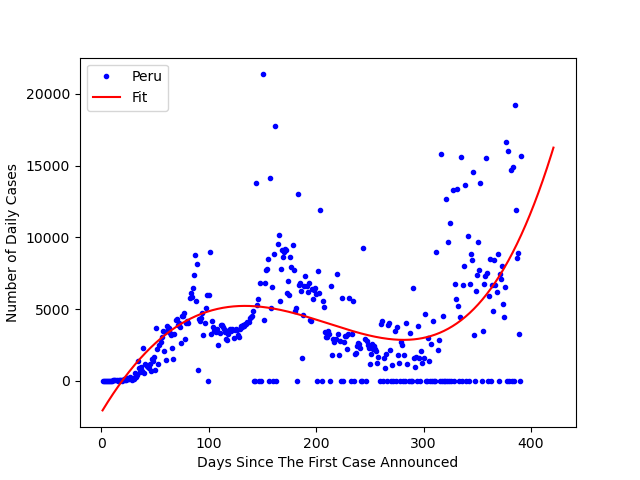 Peru
Fit
Number of Daily Cases
20000
15000
10000
5000
0
0 100 200 300 400
Days Since The First Case Announced